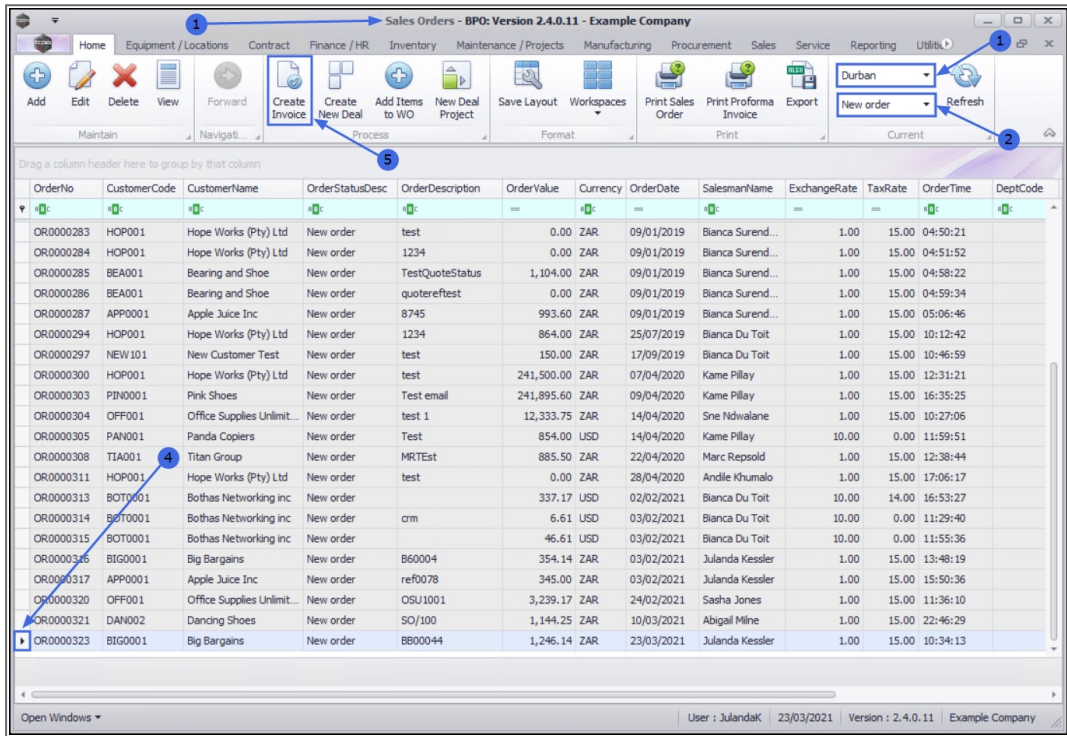 Sales Orders - BPO: Version 2.4.0.11 - Example Company
1
Home Equipment / Locations Contract Finance / HR Inventory Maintenance / Projects Manufacturing Procurement Sales Service Reporting
1
Add Edit Delete View Forward Create Invoice Create New Deal Add Items to WO New Deal Project Save Layout Workspaces Print Sales Order Print Proforma Invoice Export Durban New order Refresh
Maintain Navigati... Process Format Print Current
5
2
Drag a column header here to group by that column
OrderNo CustomerCode CustomerName OrderStatusDesc OrderDescription OrderValue Currency OrderDate SalesmanName ExchangeRate TaxRate OrderTime DeptCode
OR0000283 HOP001 Hope Works (Pty) Ltd New order test 0.00 ZAR 09/01/2019 Bianca Surend... 1.00 15.00 04:50:21
OR0000284 HOP001 Hope Works (Pty) Ltd New order 1234 0.00 ZAR 09/01/2019 Bianca Surend... 1.00 15.00 04:51:52
OR0000285 BEA001 Bearing and Shoe New order TestQuoteStatus 1,104.00 ZAR 09/01/2019 Bianca Surend... 1.00 15.00 04:58:22
OR0000286 BEA001 Bearing and Shoe New order quotereftest 0.00 ZAR 09/01/2019 Bianca Surend... 1.00 15.00 04:59:34
OR0000287 APP0001 Apple Juice Inc New order 8745 993.60 ZAR 09/01/2019 Bianca Surend... 1.00 15.00 05:06:46
OR0000294 HOP001 Hope Works (Pty) Ltd New order 1234 864.00 ZAR 25/07/2019 Bianca Du Toit 1.00 15.00 10:12:42
OR0000297 NEW101 New Customer Test New order test 150.00 ZAR 17/09/2019 Bianca Du Toit 1.00 15.00 10:46:59
OR0000300 HOP001 Hope Works (Pty) Ltd New order test 241,500.00 ZAR 07/04/2020 Kame Pillay 1.00 15.00 12:31:21
OR0000303 PIN0001 Pink Shoes New order Test email 241,895.60 ZAR 09/04/2020 Kame Pillay 1.00 15.00 16:35:25
OR0000304 OFF001 Office Supplies Unlimit... New order test 1 12,333.75 ZAR 14/04/2020 Sne Ndwalane 1.00 15.00 10:27:06
OR0000305 PAN001 Panda Copiers New order Test 854.00 USD 14/04/2020 Kame Pillay 10.00 0.00 11:59:51
OR0000308 TIA001 4 Titan Group New order MRTEst 885.50 ZAR 22/04/2020 Marc Repsold 1.00 15.00 12:38:44
OR0000311 HOP001 Hope Works (Pty) Ltd New order test 0.00 ZAR 28/04/2020 Andile Khumalo 1.00 15.00 17:06:17
OR0000313 BOT0001 Bothas Networking inc New order 337.17 USD 02/02/2021 Bianca Du Toit 10.00 14.00 16:53:27
OR0000314 BOT0001 Bothas Networking inc New order crm 6.61 USD 03/02/2021 Bianca Du Toit 10.00 0.00 11:29:40
OR0000315 BOT0001 Bothas Networking inc New order 46.61 USD 03/02/2021 Bianca Du Toit 10.00 0.00 11:55:36
OR0000316 BIG0001 Big Bargains New order B60004 354.14 ZAR 03/02/2021 Julanda Kessler 1.00 15.00 13:48:19
OR0000317 APP0001 Apple Juice Inc New order ref0078 345.00 ZAR 03/02/2021 Julanda Kessler 1.00 15.00 15:50:36
OR0000320 OFF001 Office Supplies Unlimit... New order OSU1001 3,239.17 ZAR 24/02/2021 Sasha Jones 1.00 15.00 11:36:10
OR0000321 DAN002 Dancing Shoes New order SO/100 1,144.25 ZAR 10/03/2021 Abigail Milne 1.00 15.00 22:46:29
OR0000323 BIG0001 Big Bargains New order BB00044 1,246.14 ZAR 23/03/2021 Julanda Kessler 1.00 15.00 10:34:13
Open Windows User : JulandaK 23/03/2021 Version : 2.4.0.11 Example Company